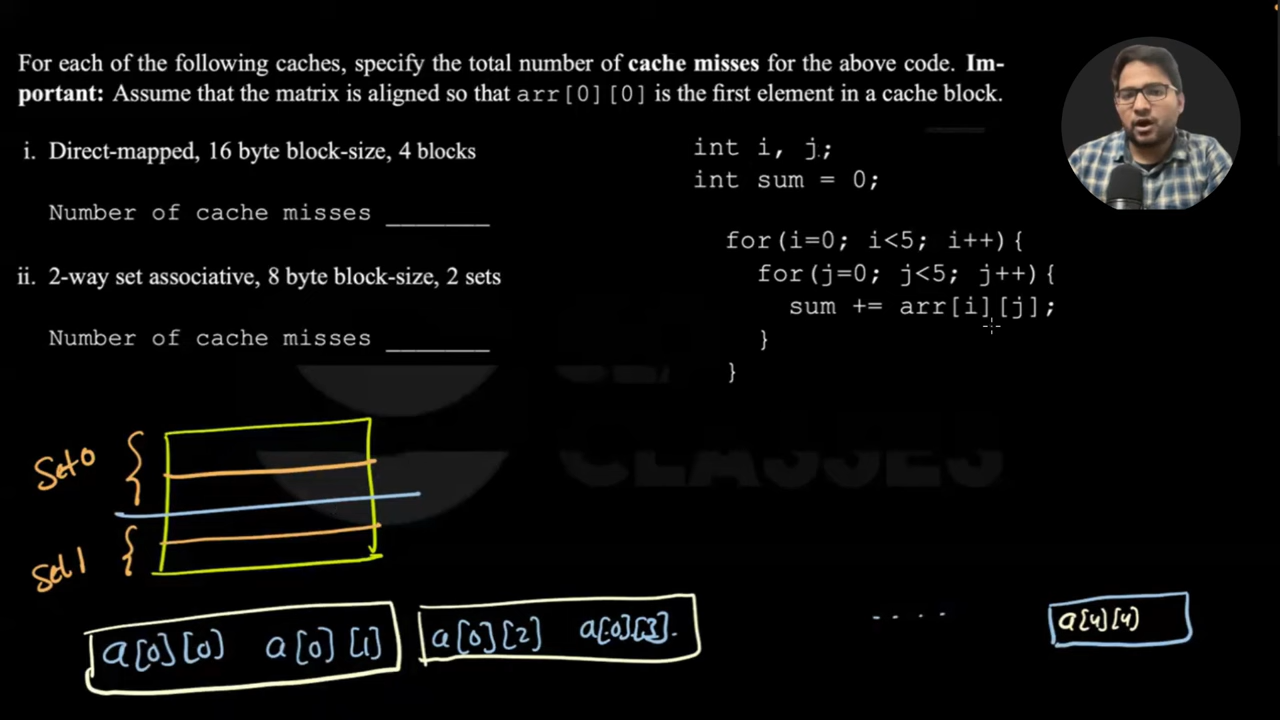 For each of the following caches, specify the total number of cache misses for the above code. Im-
portant: Assume that the matrix is aligned so that arr[0][0] is the first element in a cache block.
i. Direct-mapped, 16 byte block-size, 4 blocks
Number of cache misses ________
ii. 2-way set associative, 8 byte block-size, 2 sets
Number of cache misses ________
int i, j;
int sum = 0;
for(i=0; i<5; i++){
for(j=0; j<5; j++){
sum += arr[i][j];
}
}
CLASSES
Set0
Set1
a[0][0] a[0][1]
a[0][2] a[0][3].
.....
a[4][4]